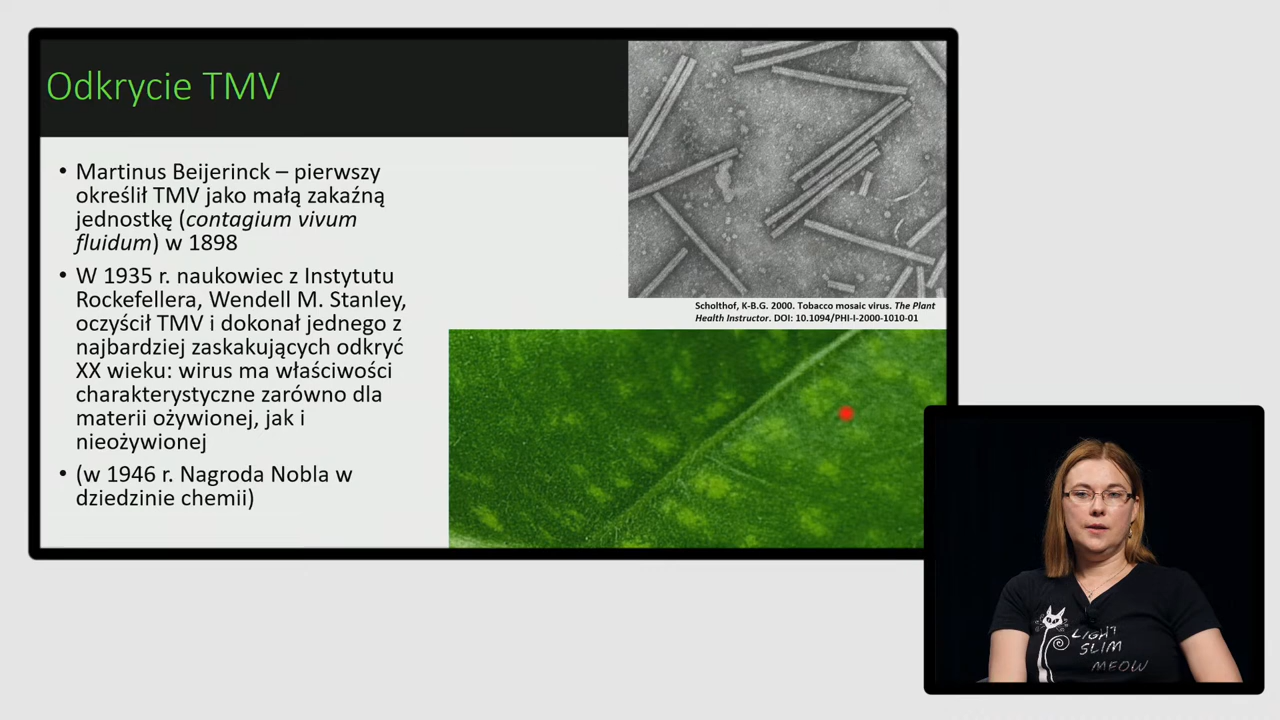 Odkrycie TMV
• Martinus Beijerinck – pierwszy
określił TMV jako małą zakaźną
jednostkę (contagium vivum
fluidum) w 1898
• W 1935 r. naukowiec z Instytutu
Rockefellera, Wendell M. Stanley,
oczyścił TMV i dokonał jednego z
najbardziej zaskakujących odkryć
XX wieku: wirus ma właściwości
charakterystyczne zarówno dla
materii ożywionej, jak i
nieożywionej
• (w 1946 r. Nagroda Nobla w
dziedzinie chemii)
Scholthof, K-B.G. 2000. Tobacco mosaic virus. The Plant
Health Instructor. DOI: 10.1094/PHI-I-2000-1010-01
LIGHT
SLIM
MEOW